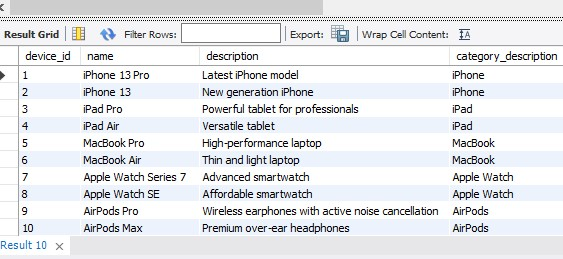 Result Grid Filter Rows: Export: Wrap Cell Content:
device_id name description category_description
1 iPhone 13 Pro Latest iPhone model iPhone
2 iPhone 13 New generation iPhone iPhone
3 iPad Pro Powerful tablet for professionals iPad
4 iPad Air Versatile tablet iPad
5 MacBook Pro High-performance laptop MacBook
6 MacBook Air Thin and light laptop MacBook
7 Apple Watch Series 7 Advanced smartwatch Apple Watch
8 Apple Watch SE Affordable smartwatch Apple Watch
9 AirPods Pro Wireless earphones with active noise cancellation AirPods
10 AirPods Max Premium over-ear headphones AirPods
Result 10